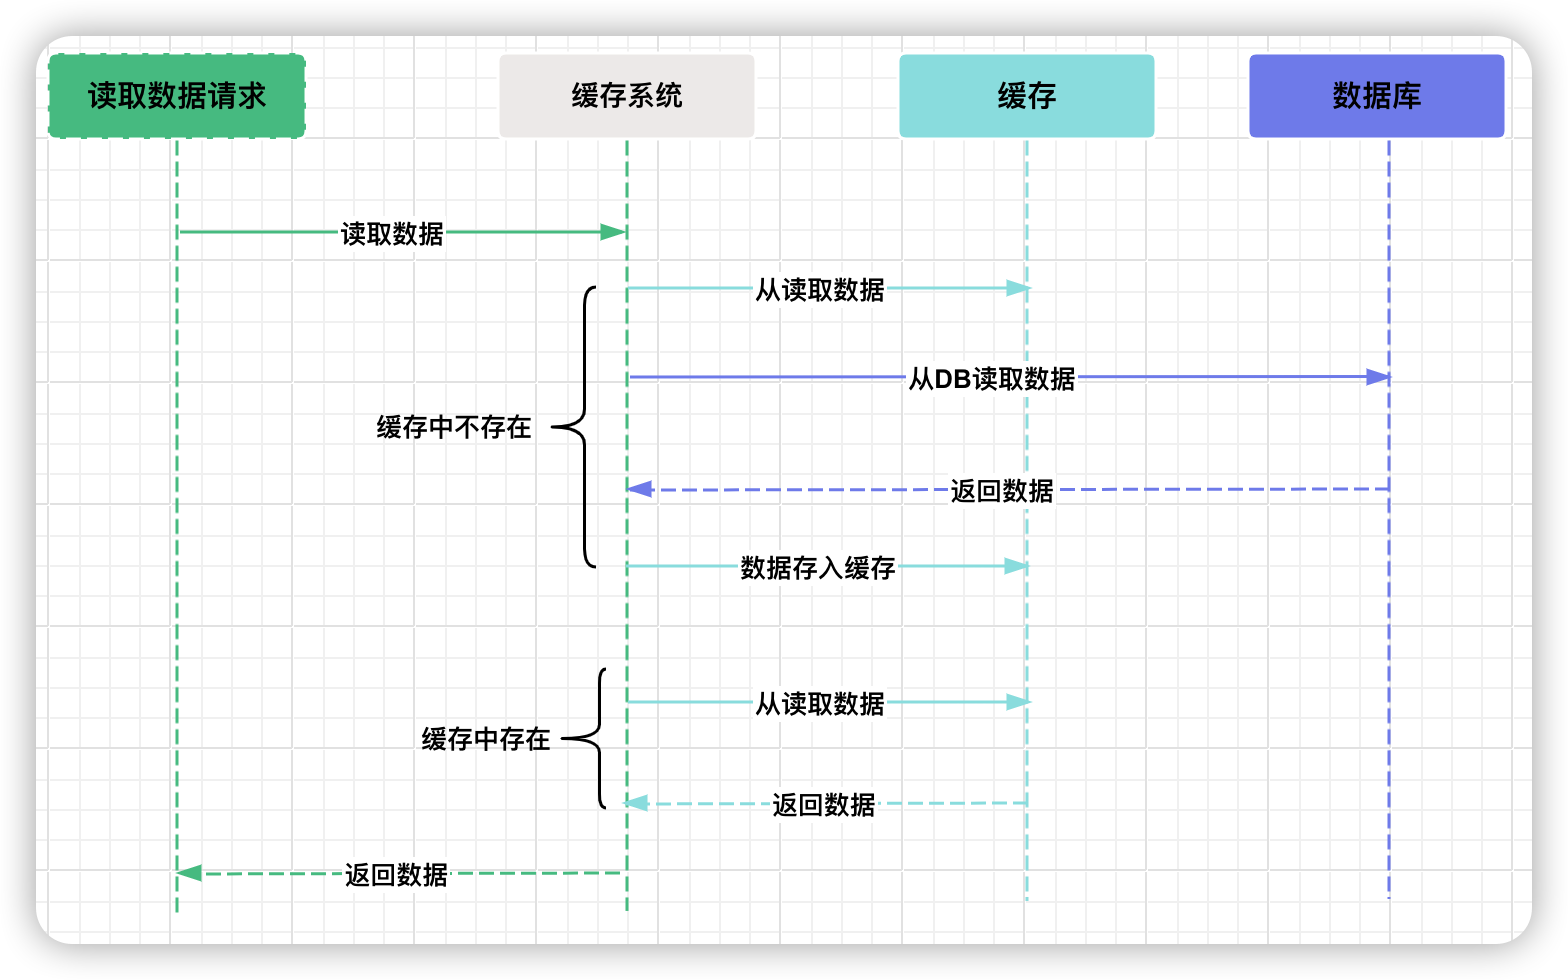 读取数据请求
缓存系统
缓存
数据库
读取数据
从读取数据
从DB读取数据
缓存中不存在
返回数据
数据存入缓存
从读取数据
缓存中存在
返回数据
返回数据